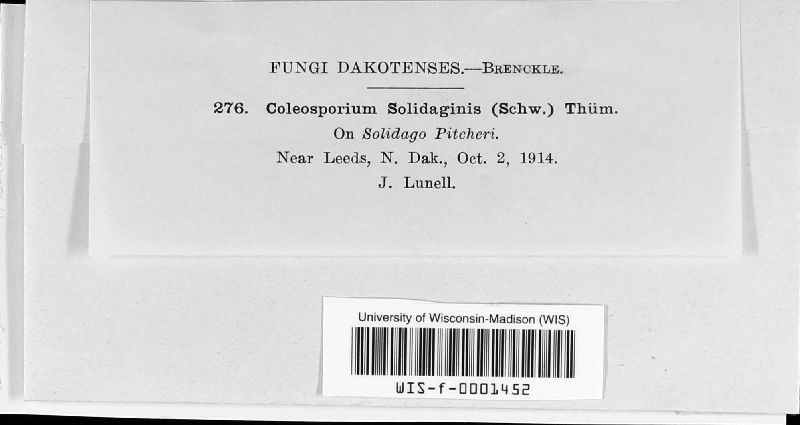 FUNGI DAKOTENSES.—BRENCKLE.
276. Coleosporium Solidaginis (Schw.) Thüm.
On Solidago Pitcheri.
Near Leeds, N. Dak., Oct. 2, 1914.
J. Lunell.
University of Wisconsin-Madison (WIS)
WIS-f-0001452